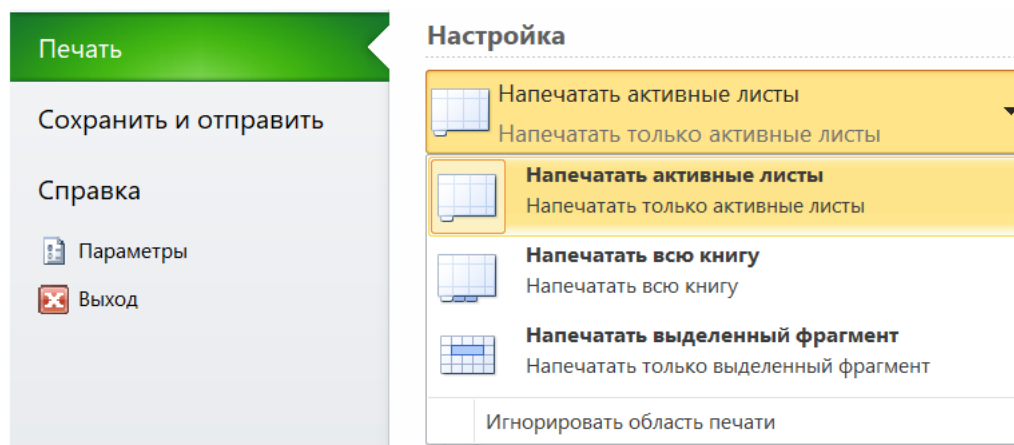 Печать
Сохранить и отправить
Справка
Параметры
Выход
Настройка
Напечатать активные листы
Напечатать только активные листы
Напечатать активные листы
Напечатать только активные листы
Напечатать всю книгу
Напечатать всю книгу
Напечатать выделенный фрагмент
Напечатать только выделенный фрагмент
Игнорировать область печати